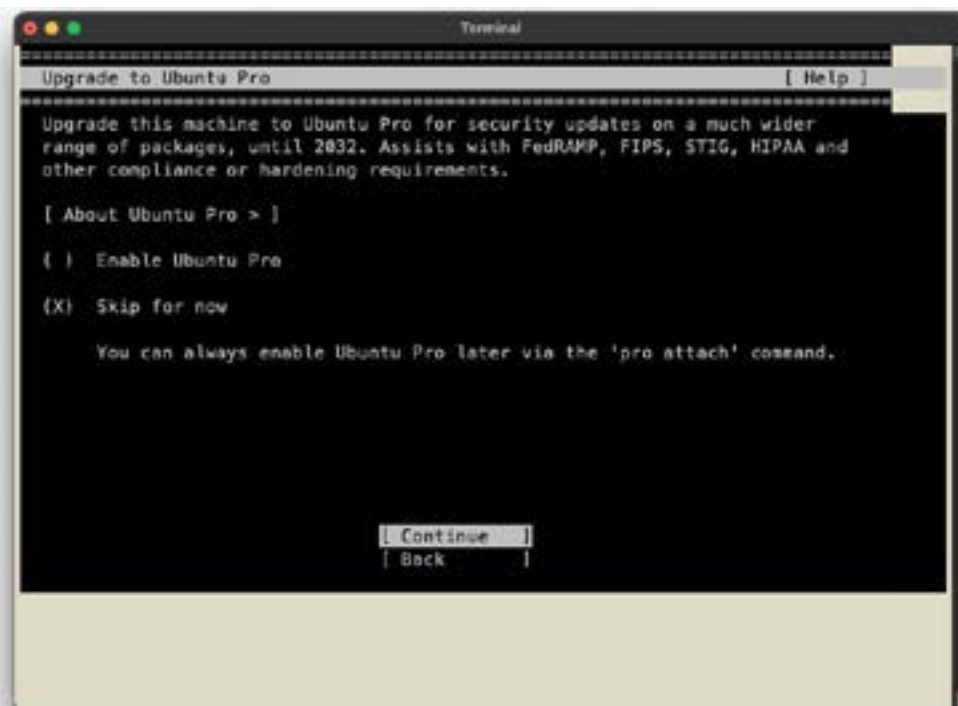 Terminal
Upgrade to Ubuntu Pro [ Help ]
Upgrade this machine to Ubuntu Pro for security updates on a much wider
range of packages, until 2032. Assists with FedRAMP, FIPS, STIG, HIPAA and
other compliance or hardening requirements.
[ About Ubuntu Pro > ]
( ) Enable Ubuntu Pro
(X) Skip for now
You can always enable Ubuntu Pro later via the 'pro attach' command.
[ Continue ]
[ Back ]